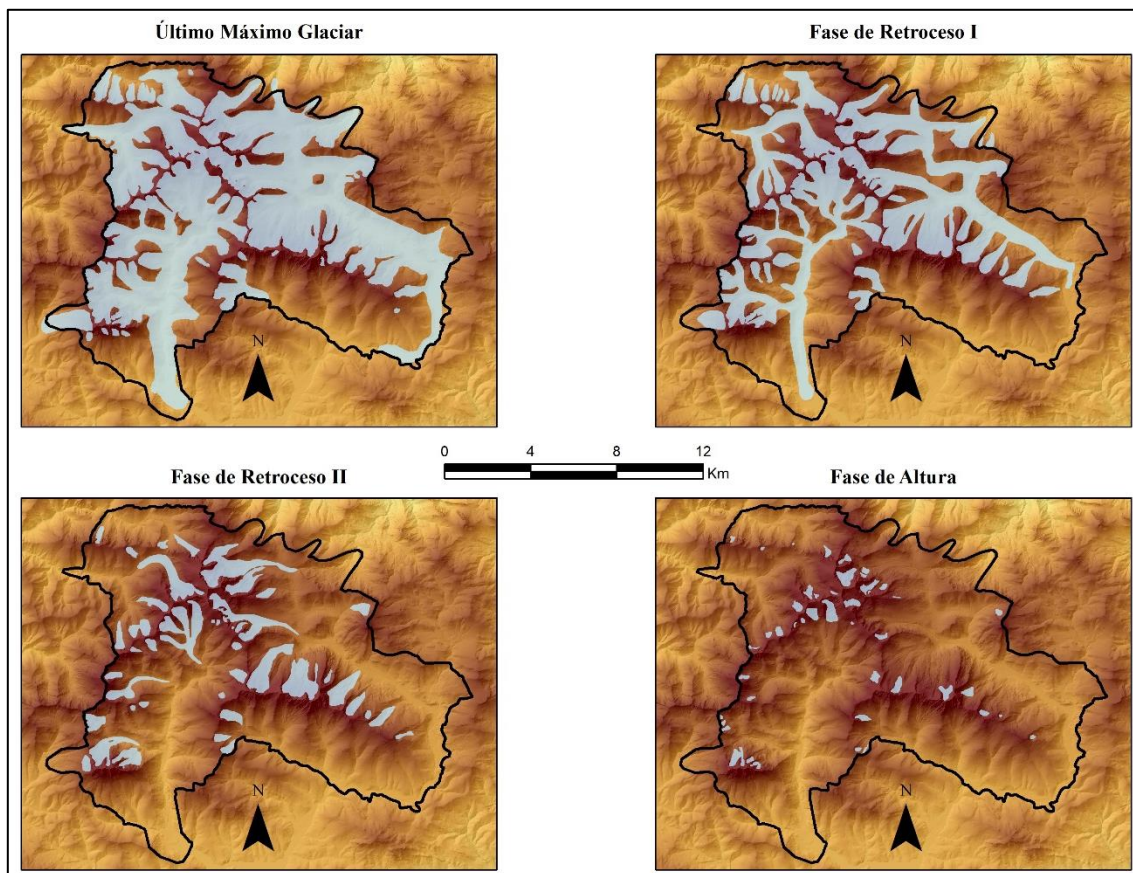 Último Máximo Glaciar
Fase de Retroceso I
N
N
0 4 8 12
Km
Fase de Retroceso II
Fase de Altura
N
N